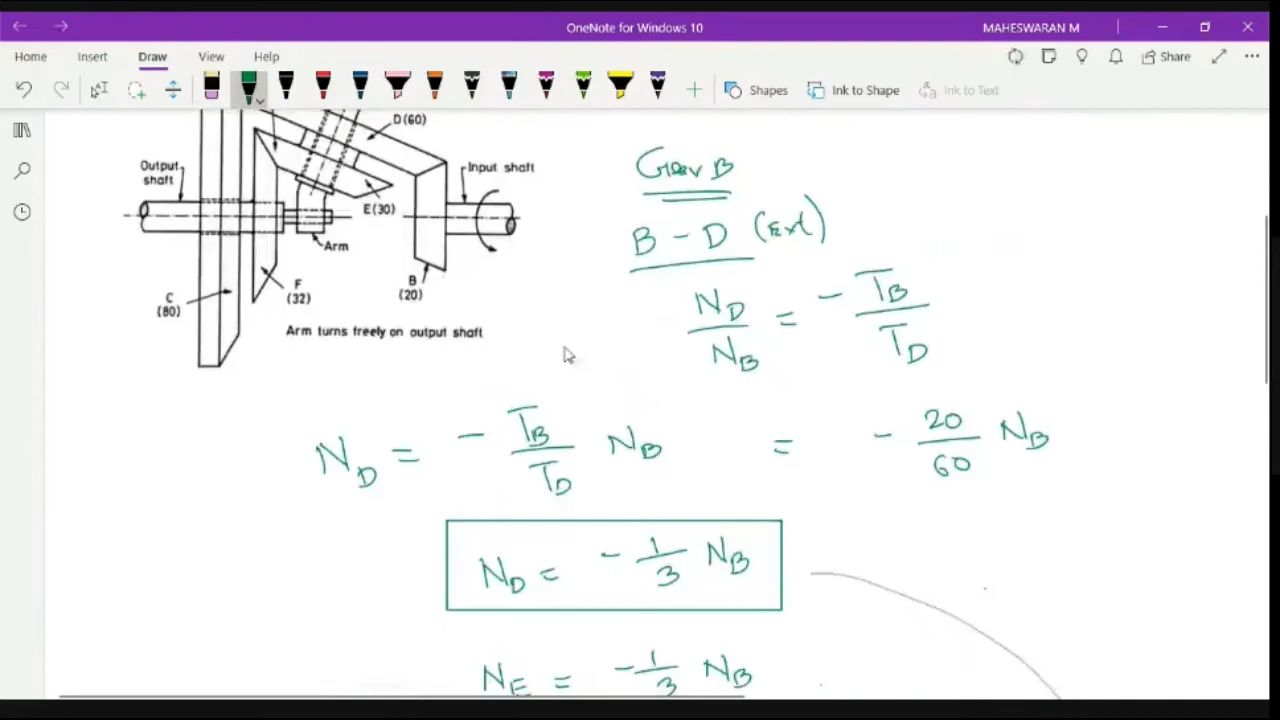 OneNote for Windows 10
MAHESWARAN M
Home Insert Draw View Help
Share
Shapes Ink to Shape Ink to Text
D(60)
Output shaft
Input shaft
E(30)
Arm
F (32)
B (20)
C (80)
Arm turns freely on output shaft
Gear B
B - D (Ext)
N_D / N_B = - T_B / T_D
N_D = - T_B / T_D N_B = - 20 / 60 N_B
N_D = - 1/3 N_B
N_E = - 1/3 N_B